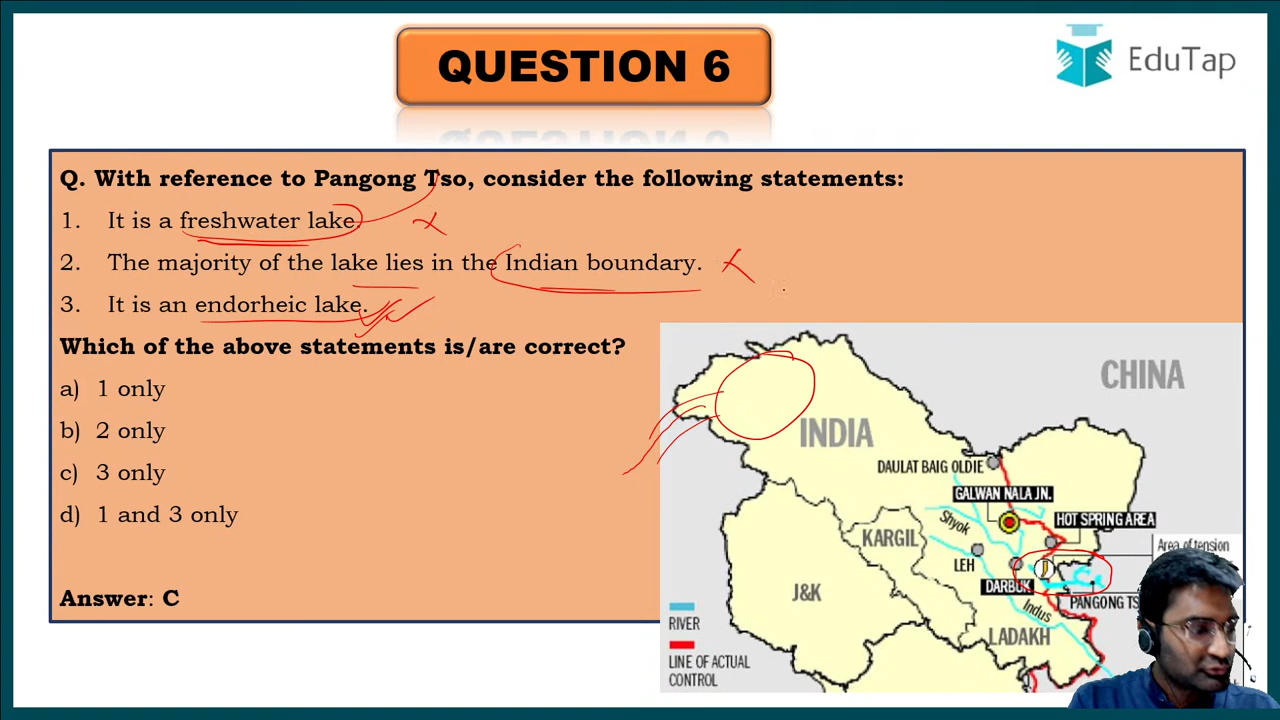 QUESTION 6
EduTap
Q. With reference to Pangong Tso, consider the following statements:
1. It is a freshwater lake.
2. The majority of the lake lies in the Indian boundary.
3. It is an endorheic lake.
Which of the above statements is/are correct?
a) 1 only
b) 2 only
c) 3 only
d) 1 and 3 only
Answer: C
CHINA
INDIA
DAULAT BAIG OLDIE
GALWAN NALA JN.
Shyok
HOT SPRING AREA
KARGIL
Area of tension
LEH
DARBUK
J&K
PANGONG TS
Indus
RIVER
LADAKH
LINE OF ACTUAL
CONTROL